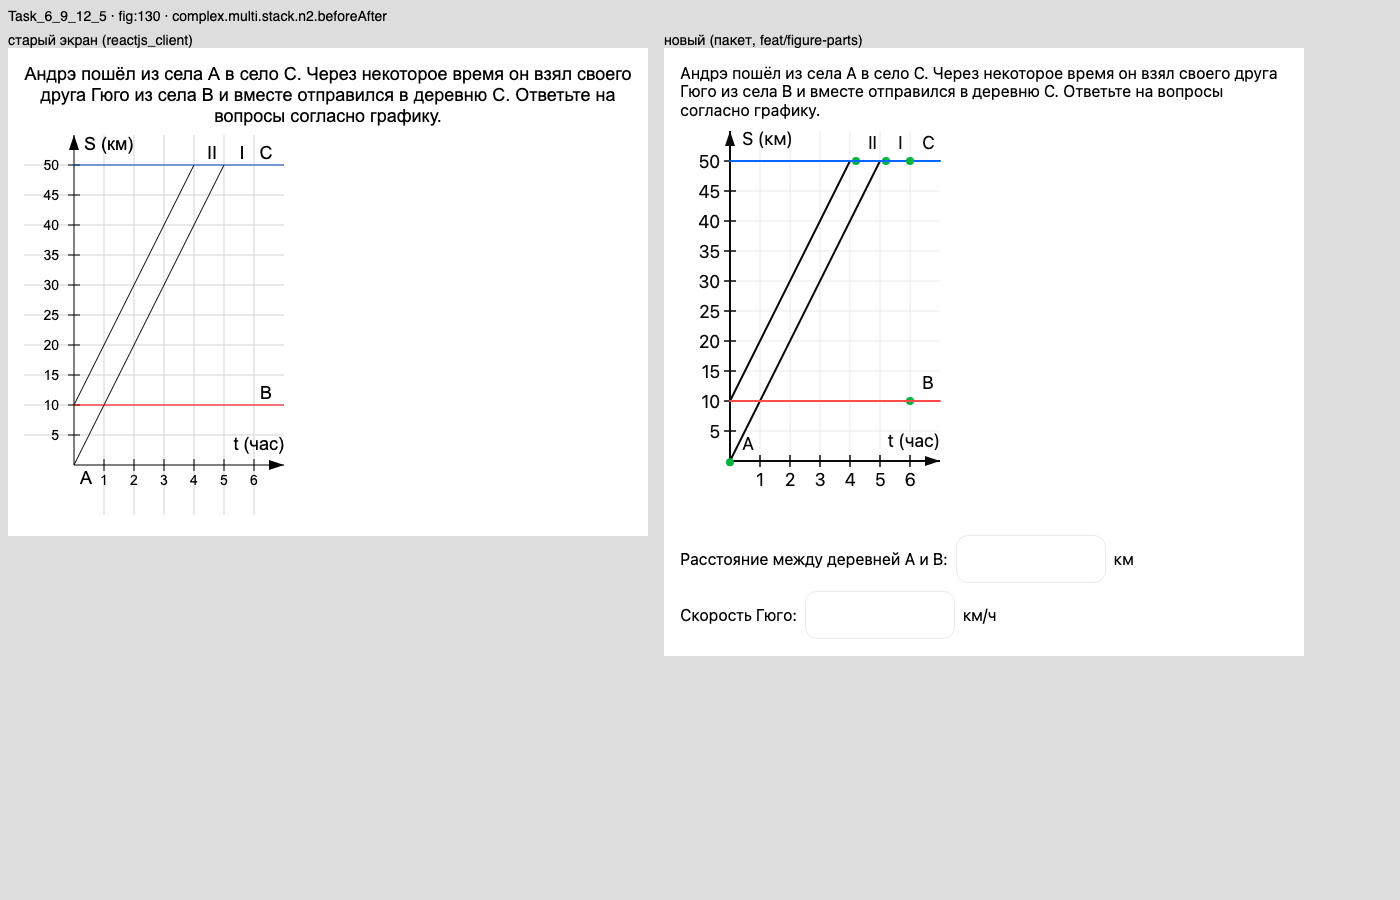 Task_6_9_12_5 · fig:130 · complex.multi.stack.n2.beforeAfter
старый экран (reactjs_client)
Андрэ пошёл из села A в село C. Через некоторое время он взял своего
друга Гюго из села B и вместе отправился в деревню C. Ответьте на
вопросы согласно графику.
S (км)
II I C
50
45
40
35
30
25
20
15
10
5
B
t (час)
A 1 2 3 4 5 6
новый (пакет, feat/figure-parts)
Андрэ пошёл из села A в село C. Через некоторое время он взял своего друга
Гюго из села B и вместе отправился в деревню C. Ответьте на вопросы
согласно графику.
S (км)
II I C
50
45
40
35
30
25
20
15
10
5
B
A
t (час)
1 2 3 4 5 6
Расстояние между деревней A и B: км
Скорость Гюго: км/ч